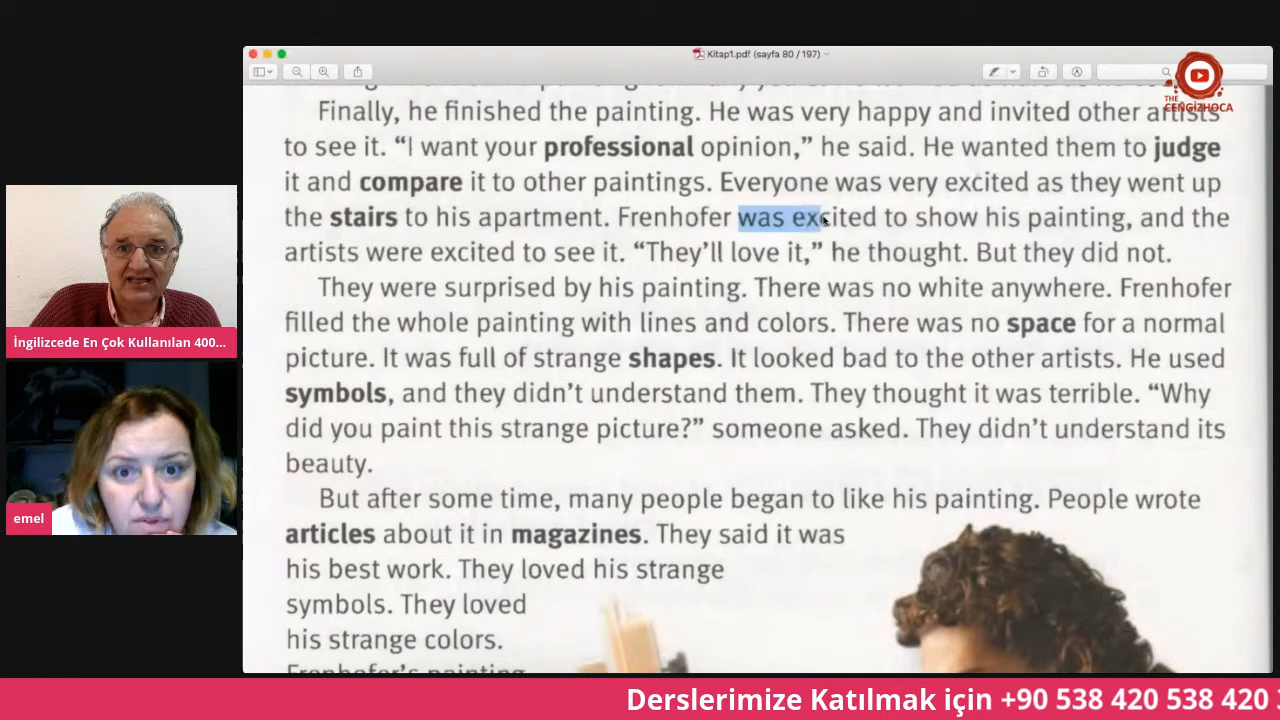 Kitap1.pdf (sayfa 80 / 197)
THE
CENGİZHOCA
Finally, he finished the painting. He was very happy and invited other artists
to see it. “I want your professional opinion,” he said. He wanted them to judge
it and compare it to other paintings. Everyone was very excited as they went up
the stairs to his apartment. Frenhofer was excited to show his painting, and the
artists were excited to see it. “They’ll love it,” he thought. But they did not.
They were surprised by his painting. There was no white anywhere. Frenhofer
filled the whole painting with lines and colors. There was no space for a normal
picture. It was full of strange shapes. It looked bad to the other artists. He used
symbols, and they didn’t understand them. They thought it was terrible. “Why
did you paint this strange picture?” someone asked. They didn’t understand its
beauty.
But after some time, many people began to like his painting. People wrote
articles about it in magazines. They said it was
his best work. They loved his strange
symbols. They loved
his strange colors.
Frenhofer’s painting
İngilizcede En Çok Kullanılan 400...
emel
Derslerimize Katılmak için +90 538 420 538 420